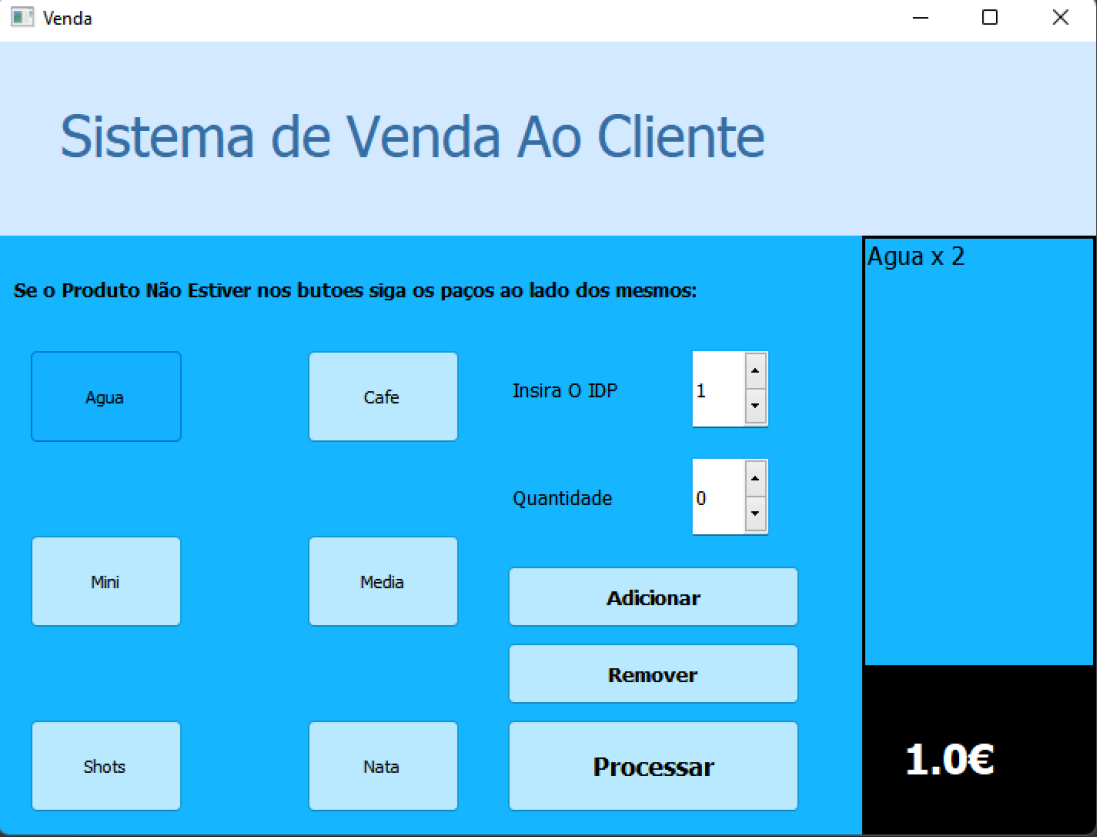 Venda
Sistema de Venda Ao Cliente
Se o Produto Não Estiver nos butoes siga os paços ao lado dos mesmos:
Agua
Cafe
Insira O IDP
1
Quantidade
0
Mini
Media
Adicionar
Remover
Shots
Nata
Processar
Agua x 2
1.0€